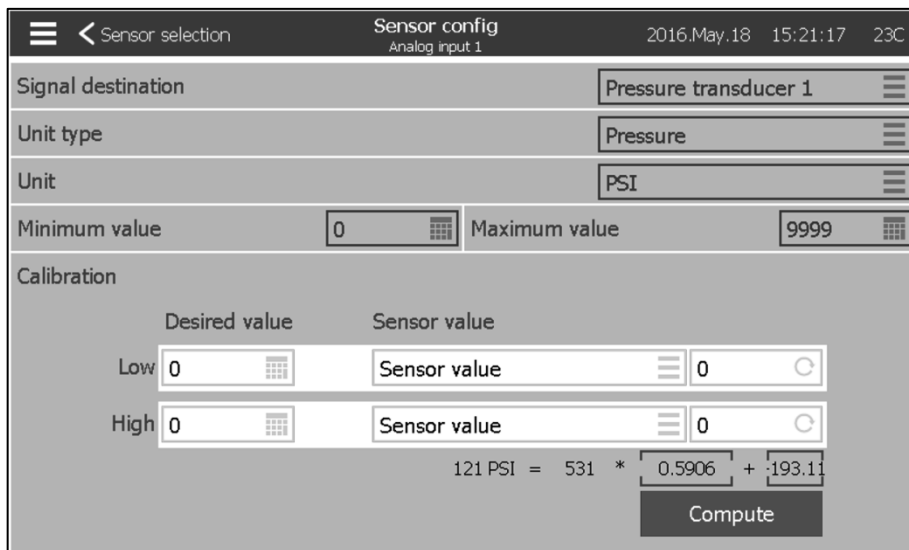 Sensor selection Sensor config 2016.May.18 15:21:17 23C
Analog input 1
Signal destination Pressure transducer 1
Unit type Pressure
Unit PSI
Minimum value 0 Maximum value 9999
Calibration
Desired value Sensor value
Low 0 Sensor value 0
High 0 Sensor value 0
121 PSI = 531 * 0.5906 + -193.11
Compute